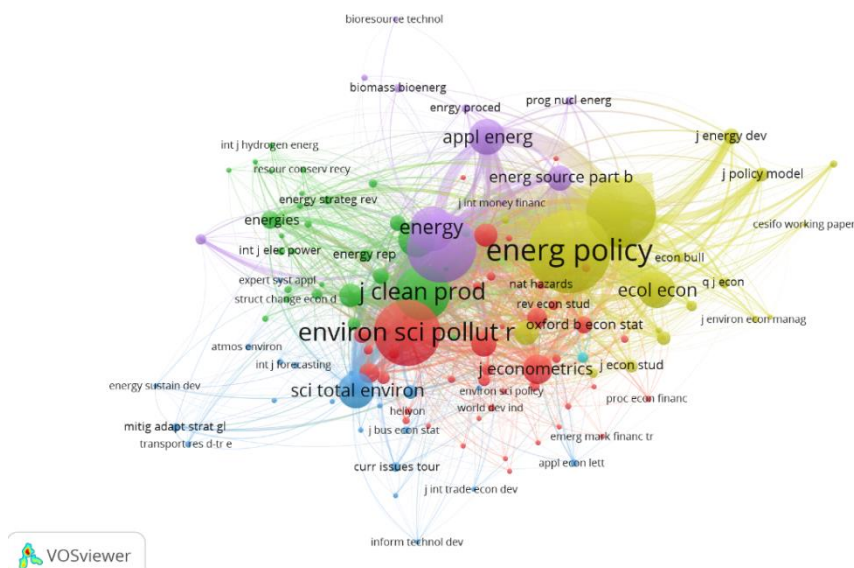 bioresource technol
biomass bioenerg
enrgy proced
prog nucl energ
appl energ
j energy dev
int j hydrogen energ
resour conserv recy
energ source part b
j policy model
energy strateg rev
j int money financ
energies
energy
cesifo working paper
int j elec power
energy rep
energ policy
econ bull
expert syst appl
nat hazards
q j econ
struct change econ d
j clean prod
ecol econ
rev econ stud
j environ econ manag
environ sci pollut r
oxford b econ stat
atmos environ
int j forecasting
j econometrics
j econ stud
energy sustain dev
sci total environ
environ sci policy
proc econ financ
heliyon
world dev ind
mitig adapt strat gl
j bus econ stat
emerg mark financ tr
transport res d-tr e
curr issues tour
appl econ lett
j int trade econ dev
inform technol dev
VOSviewer